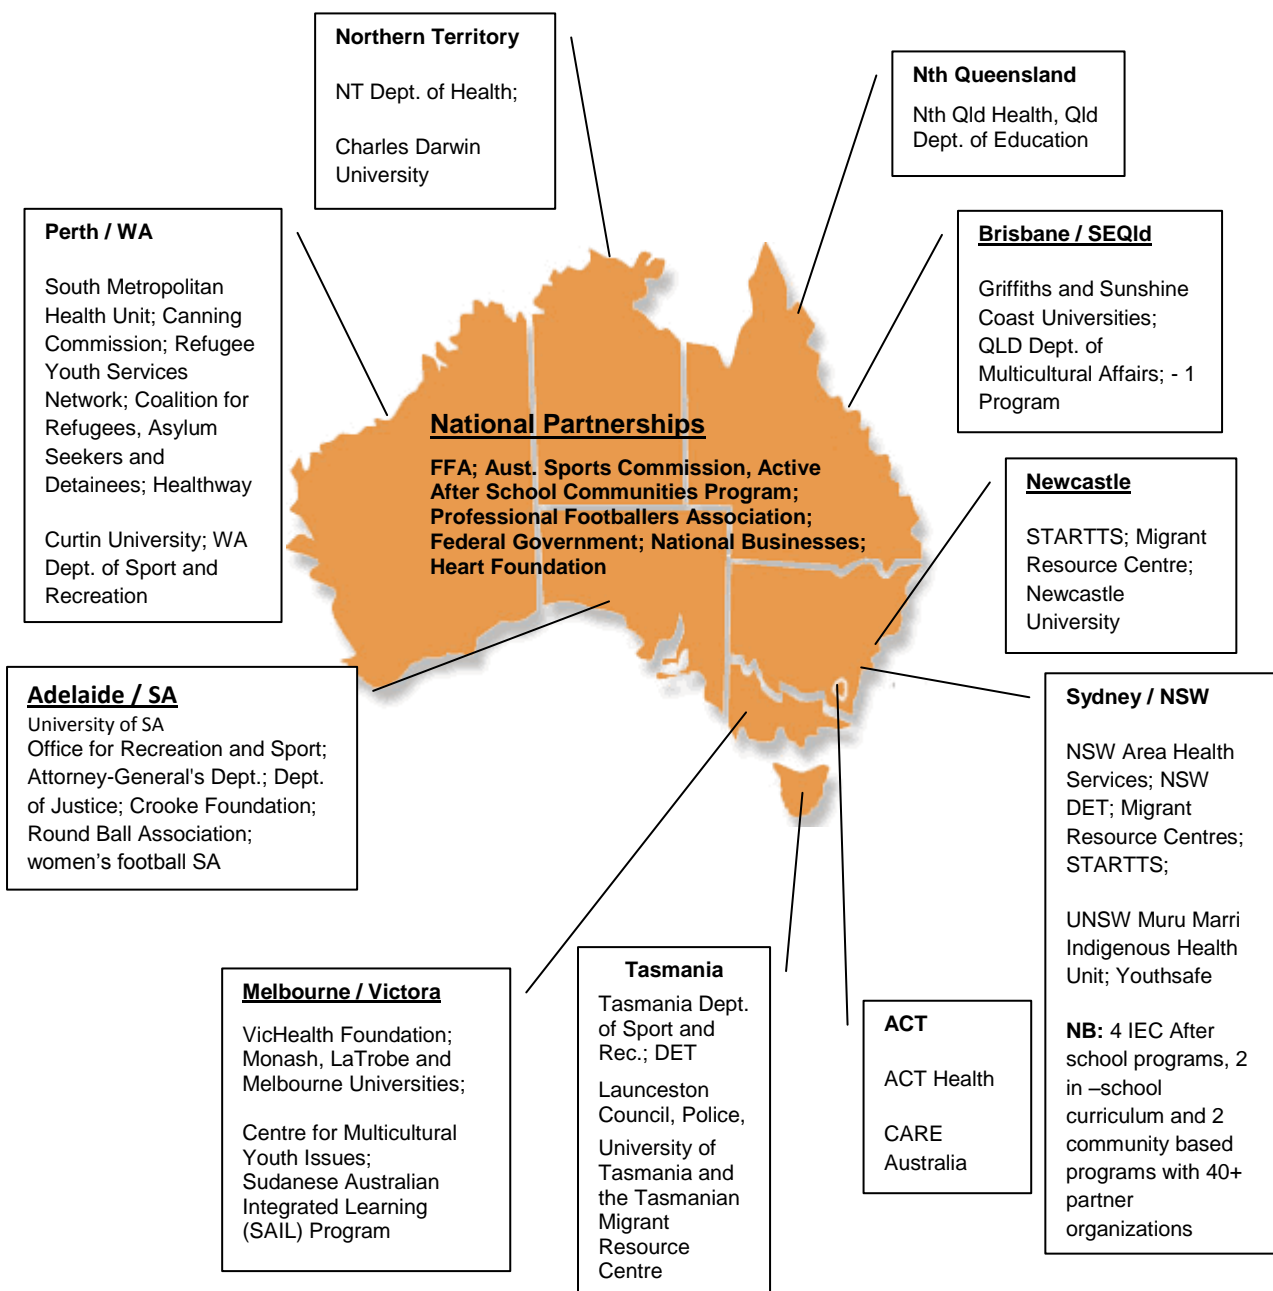 Northern Territory
NT Dept. of Health;
Charles Darwin
University
Nth Queensland
Nth Qld Health, Qld
Dept. of Education
Perth / WA
South Metropolitan
Health Unit; Canning
Commission; Refugee
Youth Services
Network; Coalition for
Refugees, Asylum
Seekers and
Detainees; Healthway
Curtin University; WA
Dept. of Sport and
Recreation
Brisbane / SEQld
Griffiths and Sunshine
Coast Universities;
QLD Dept. of
Multicultural Affairs; - 1
Program
National Partnerships
FFA; Aust. Sports Commission, Active
After School Communities Program;
Professional Footballers Association;
Federal Government; National Businesses;
Heart Foundation
Newcastle
STARTTS; Migrant
Resource Centre;
Newcastle
University
Adelaide / SA
University of SA
Office for Recreation and Sport;
Attorney-General's Dept.; Dept.
of Justice; Crooke Foundation;
Round Ball Association;
women's football SA
Sydney / NSW
NSW Area Health
Services; NSW
DET; Migrant
Resource Centres;
STARTTS;
UNSW Muru Marri
Indigenous Health
Unit; Youthsafe
NB: 4 IEC After
school programs, 2
in –school
curriculum and 2
community based
programs with 40+
partner
organizations
Melbourne / Victora
VicHealth Foundation;
Monash, LaTrobe and
Melbourne Universities;
Centre for Multicultural
Youth Issues;
Sudanese Australian
Integrated Learning
(SAIL) Program
Tasmania
Tasmania Dept.
of Sport and
Rec.; DET
Launceston
Council, Police,
University of
Tasmania and
the Tasmanian
Migrant
Resource
Centre
ACT
ACT Health
CARE
Australia